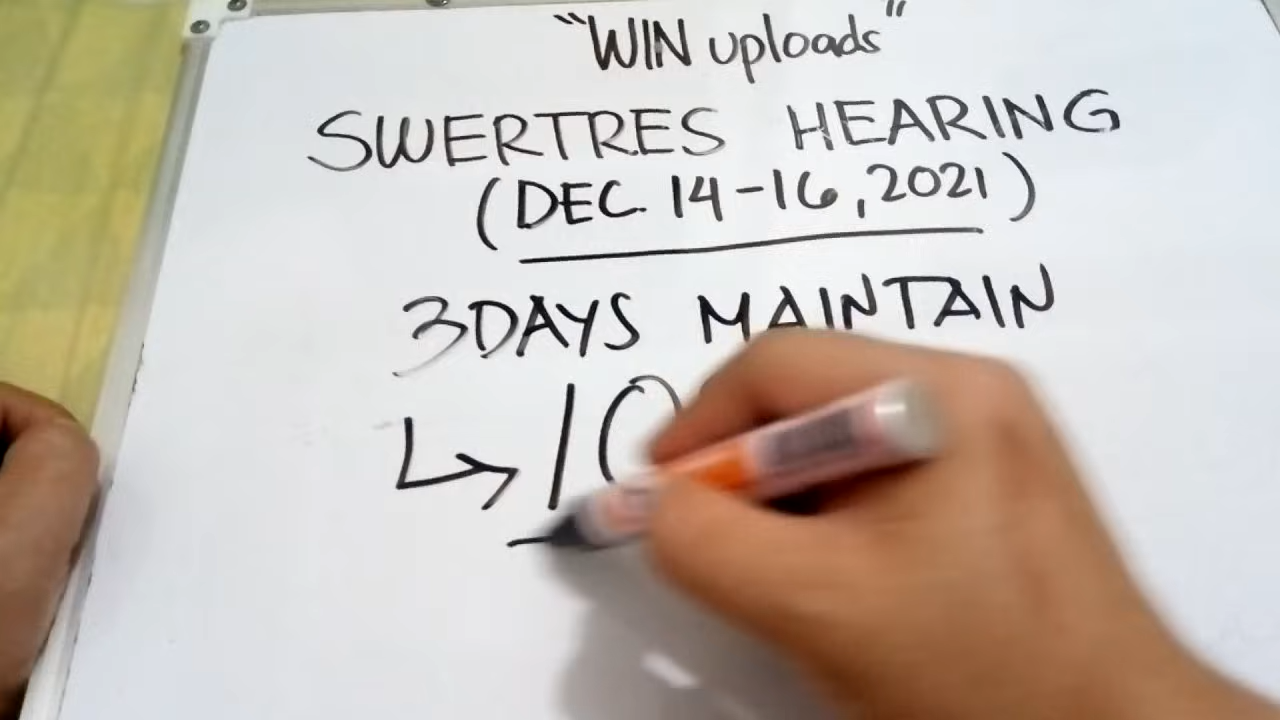 "WIN uploads"
SWERTRES HEARING
(DEC. 14-16, 2021)
3DAYS MAINTAIN